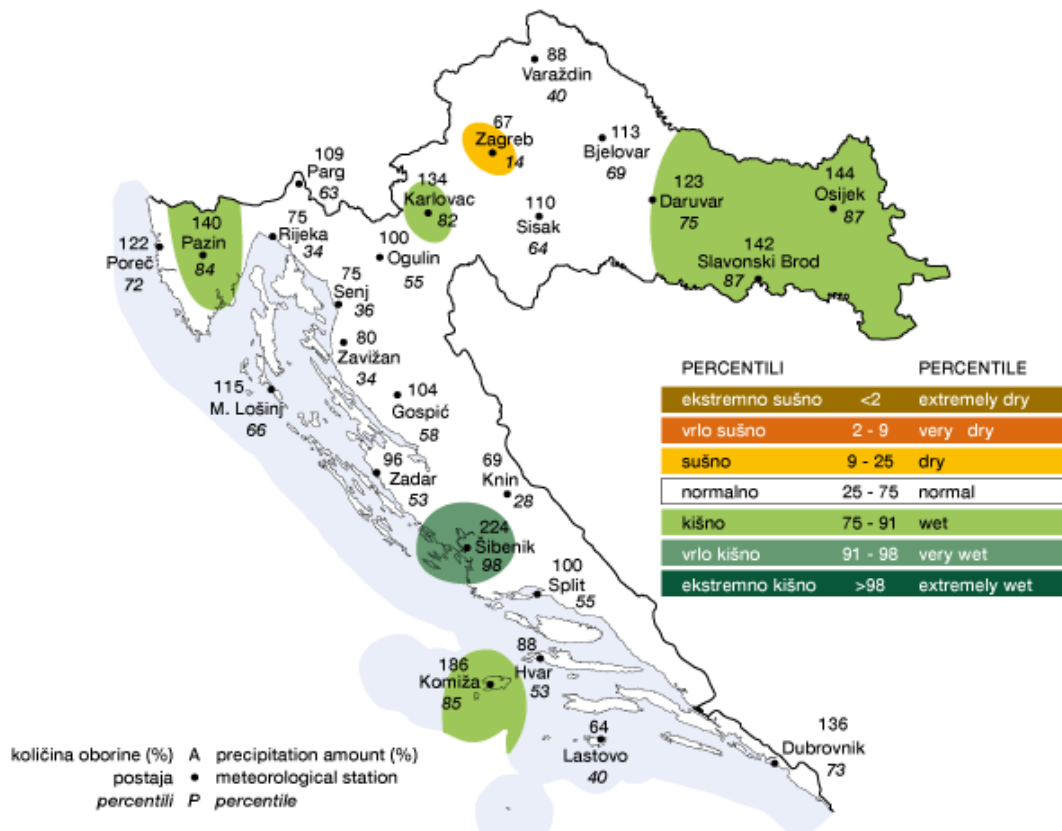 88
Varaždin
40
67
Zagreb
14
113
Bjelovar
69
109
Parg
63
134
Karlovac
82
123
Daruvar
75
144
Osijek
87
110
Sisak
64
140
Pazin
84
75
Rijeka
34
122
Poreč
72
100
Ogulin
55
142
Slavonski Brod
87
75
Senj
36
80
Zavižan
34
115
M. Lošinj
66
104
Gospić
58
96
Zadar
53
69
Knin
28
224
Šibenik
98
100
Split
55
88
Hvar
53
186
Komiža
85
64
Lastovo
40
136
Dubrovnik
73
PERCENTILI PERCENTILE
ekstremno sušno <2 extremely dry
vrlo sušno 2 - 9 very dry
sušno 9 - 25 dry
normalno 25 - 75 normal
kišno 75 - 91 wet
vrlo kišno 91 - 98 very wet
ekstremno kišno >98 extremely wet
količina oborine (%) A precipitation amount (%)
postaja meteorological station
percentili P percentile